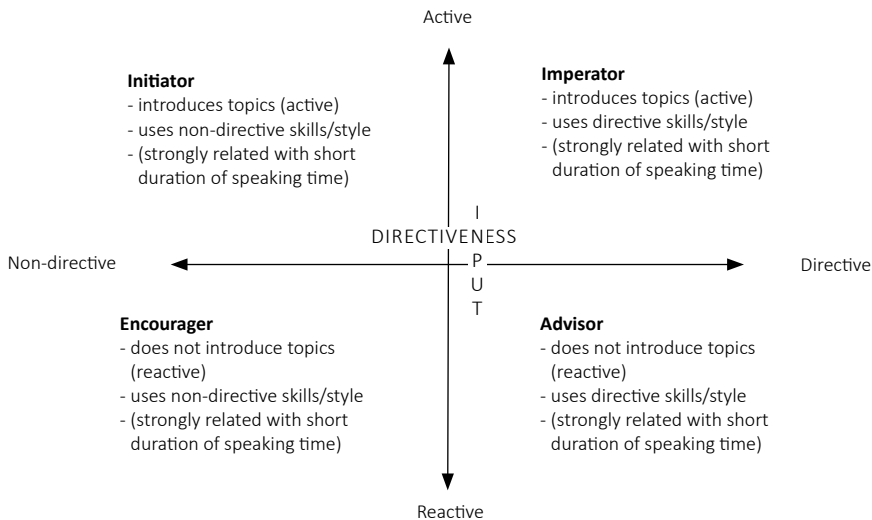 Active
Initiator
- introduces topics (active)
- uses non-directive skills/style
- (strongly related with short
duration of speaking time)
Imperator
- introduces topics (active)
- uses directive skills/style
- (strongly related with short
duration of speaking time)
INPUT
DIRECTIVENESS
Non-directive
Directive
Encourager
- does not introduce topics
(reactive)
- uses non-directive skills/style
- (strongly related with short
duration of speaking time)
Advisor
- does not introduce topics
(reactive)
- uses directive skills/style
- (strongly related with short
duration of speaking time)
Reactive